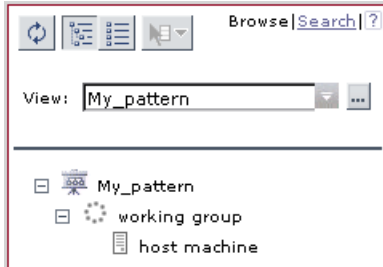 Browse|Search|?
View: My_pattern ...
My_pattern
working group
host machine